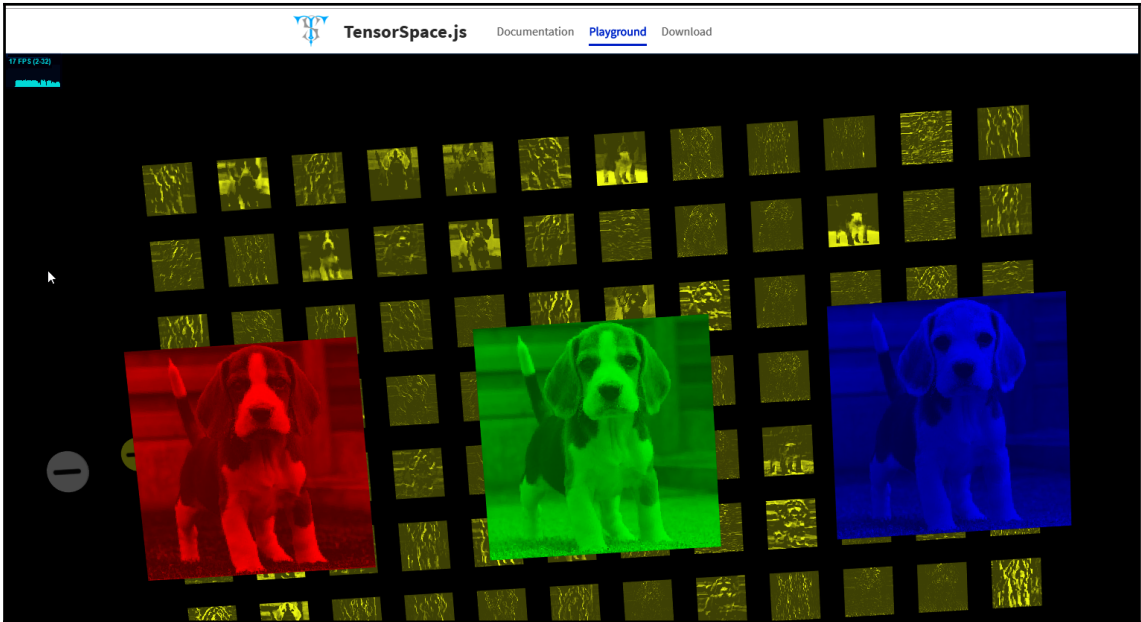 TensorSpace.js
Documentation
Playground
Download
17 FPS (2-32)